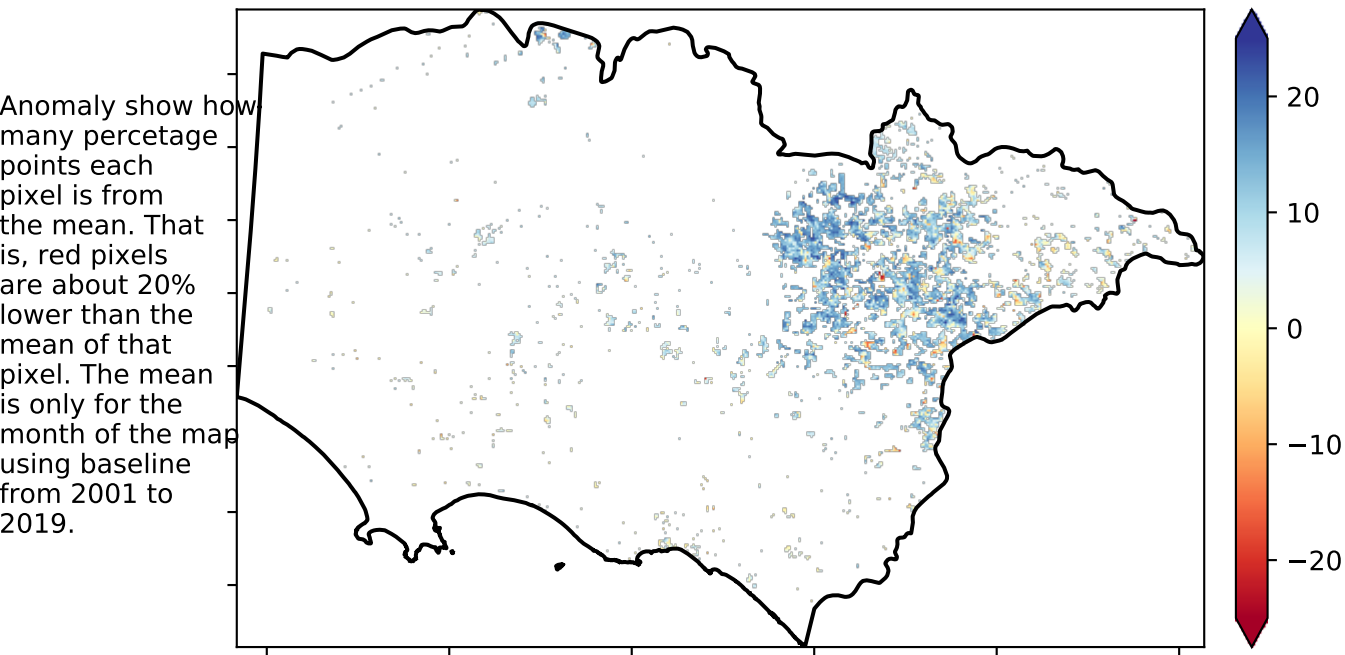 Anomaly show how
many percetage
points each
pixel is from
the mean. That
is, red pixels
are about 20%
lower than the
mean of that
pixel. The mean
is only for the
month of the map
using baseline
from 2001 to
2019.
20
10
0
−10
−20